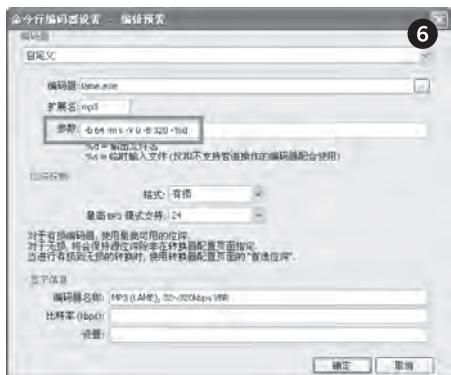 命令行编码器设置 - 编辑预置
6
编码器
自定义
编码器: lame.exe
扩展名: mp3
参数: -b 64 -m s -V 0 -B 320 - %d
%d = 输出文件名
%s = 临时输入文件 (仅和不支持管道操作的编码器配合使用)
格式: 有损
最高 BPS 模式支持: 24
对于有损编码器, 使用最高可用的位深.
对于无损, 将会保持源位深除非在转换器配置页面指定.
当进行有损到无损的转换时, 使用转换器配置页面的 "首选位深".
显示信息
编码器名称: MP3 (LAME), 32~320kbps VBR
比特率 (kbps):
设置:
确定
取消